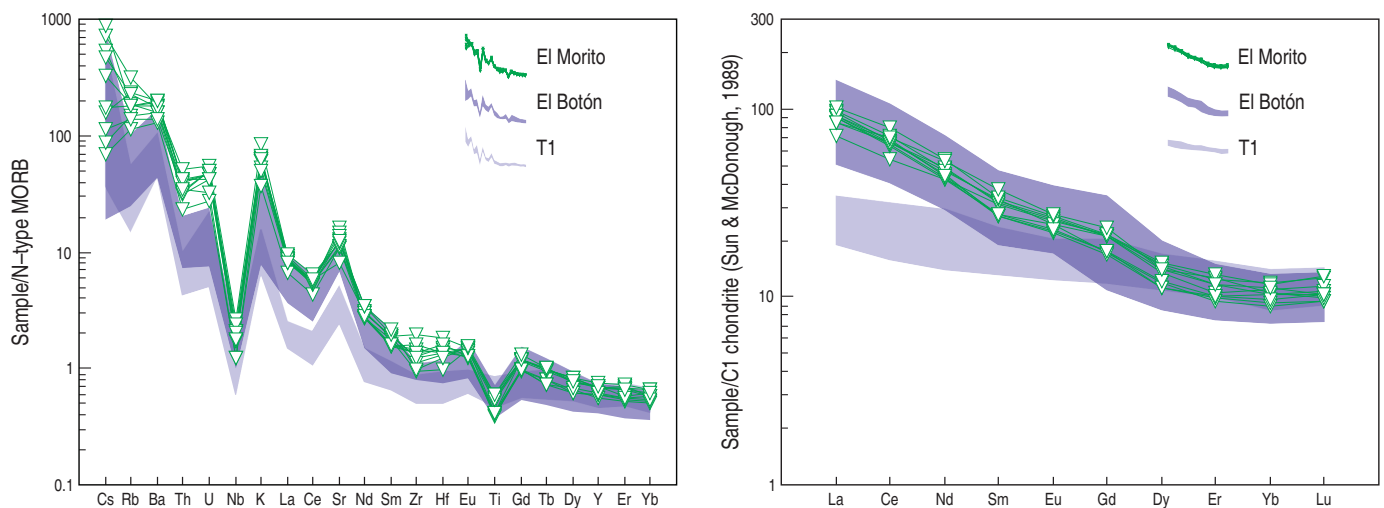 Sample/N-type MORB
1000
100
10
1
0.1
El Morito
El Botón
T1
Cs Rb Ba Th U Nb K La Ce Sr Nd Sm Zr Hf Eu Ti Gd Tb Dy Y Er Yb
Sample/C1 chondrite (Sun & McDonough, 1989)
300
100
10
1
El Morito
El Botón
T1
La Ce Nd Sm Eu Gd Dy Er Yb Lu